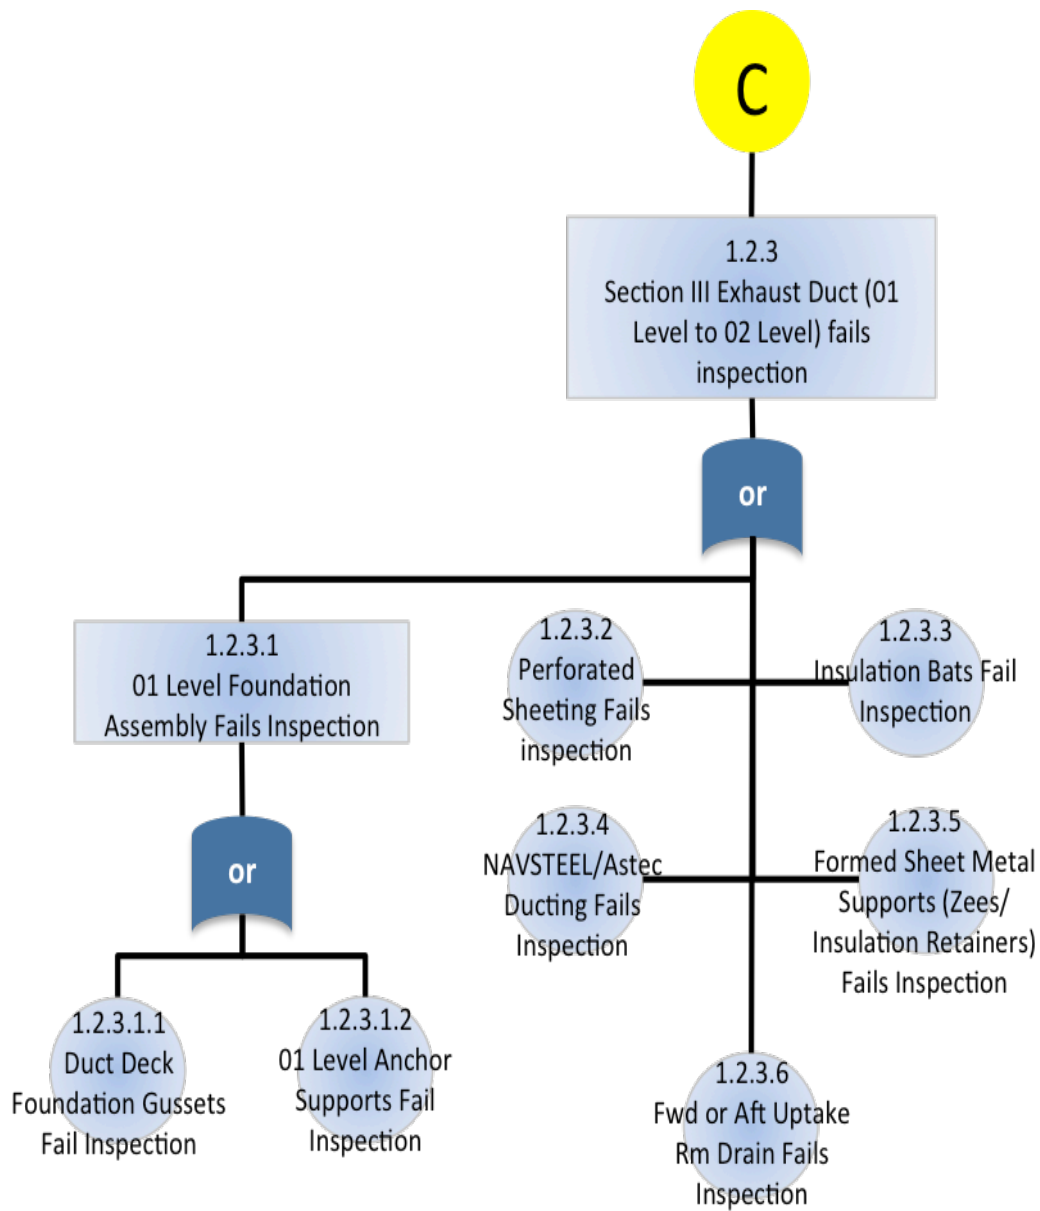 C
1.2.3
Section III Exhaust Duct (01
Level to 02 Level) fails
inspection
or
1.2.3.1
01 Level Foundation
Assembly Fails Inspection
1.2.3.2
Perforated
Sheeting Fails
inspection
1.2.3.3
Insulation Bats Fail
Inspection
1.2.3.4
NAVSTEEL/Astec
Ducting Fails
Inspection
1.2.3.5
Formed Sheet Metal
Supports (Zees/
Insulation Retainers)
Fails Inspection
or
1.2.3.1.1
Duct Deck
Foundation Gussets
Fail Inspection
1.2.3.1.2
01 Level Anchor
Supports Fail
Inspection
1.2.3.6
Fwd or Aft Uptake
Rm Drain Fails
Inspection